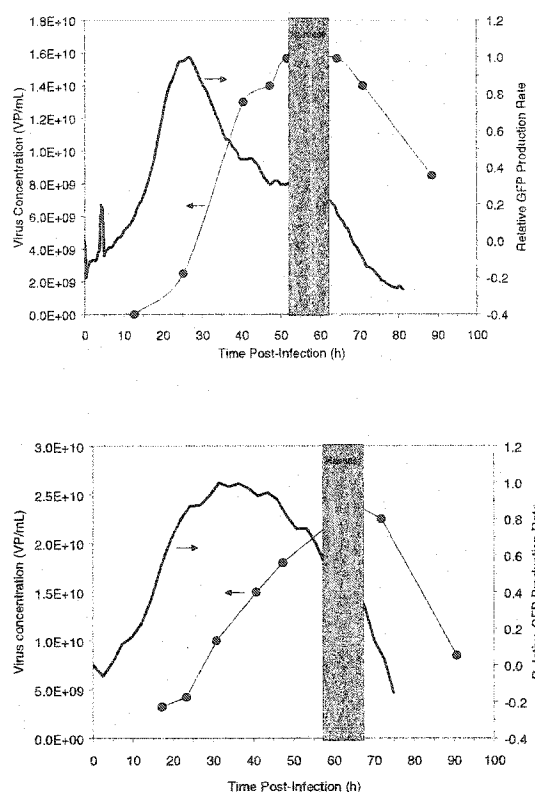 1.8E+10
1.6E+10
1.4E+10
1.2E+10
1.0E+10
8.0E+09
6.0E+09
4.0E+09
2.0E+09
0.0E+00
Virus Concentration (VP/mL)
1.2
1.0
0.8
0.6
0.4
0.2
0.0
-0.2
-0.4
Relative GFP Production Rate
0 10 20 30 40 50 60 70 80 90 100
Time Post-Infection (h)
3.0E+10
2.5E+10
2.0E+10
1.5E+10
1.0E+10
5.0E+09
0.0E+00
Virus concentration (VP/mL)
1.2
1.0
0.8
0.6
0.4
0.2
0.0
-0.2
-0.4
Relative GFP Production Rate
0 10 20 30 40 50 60 70 80 90 100
Time Post-Infection (h)